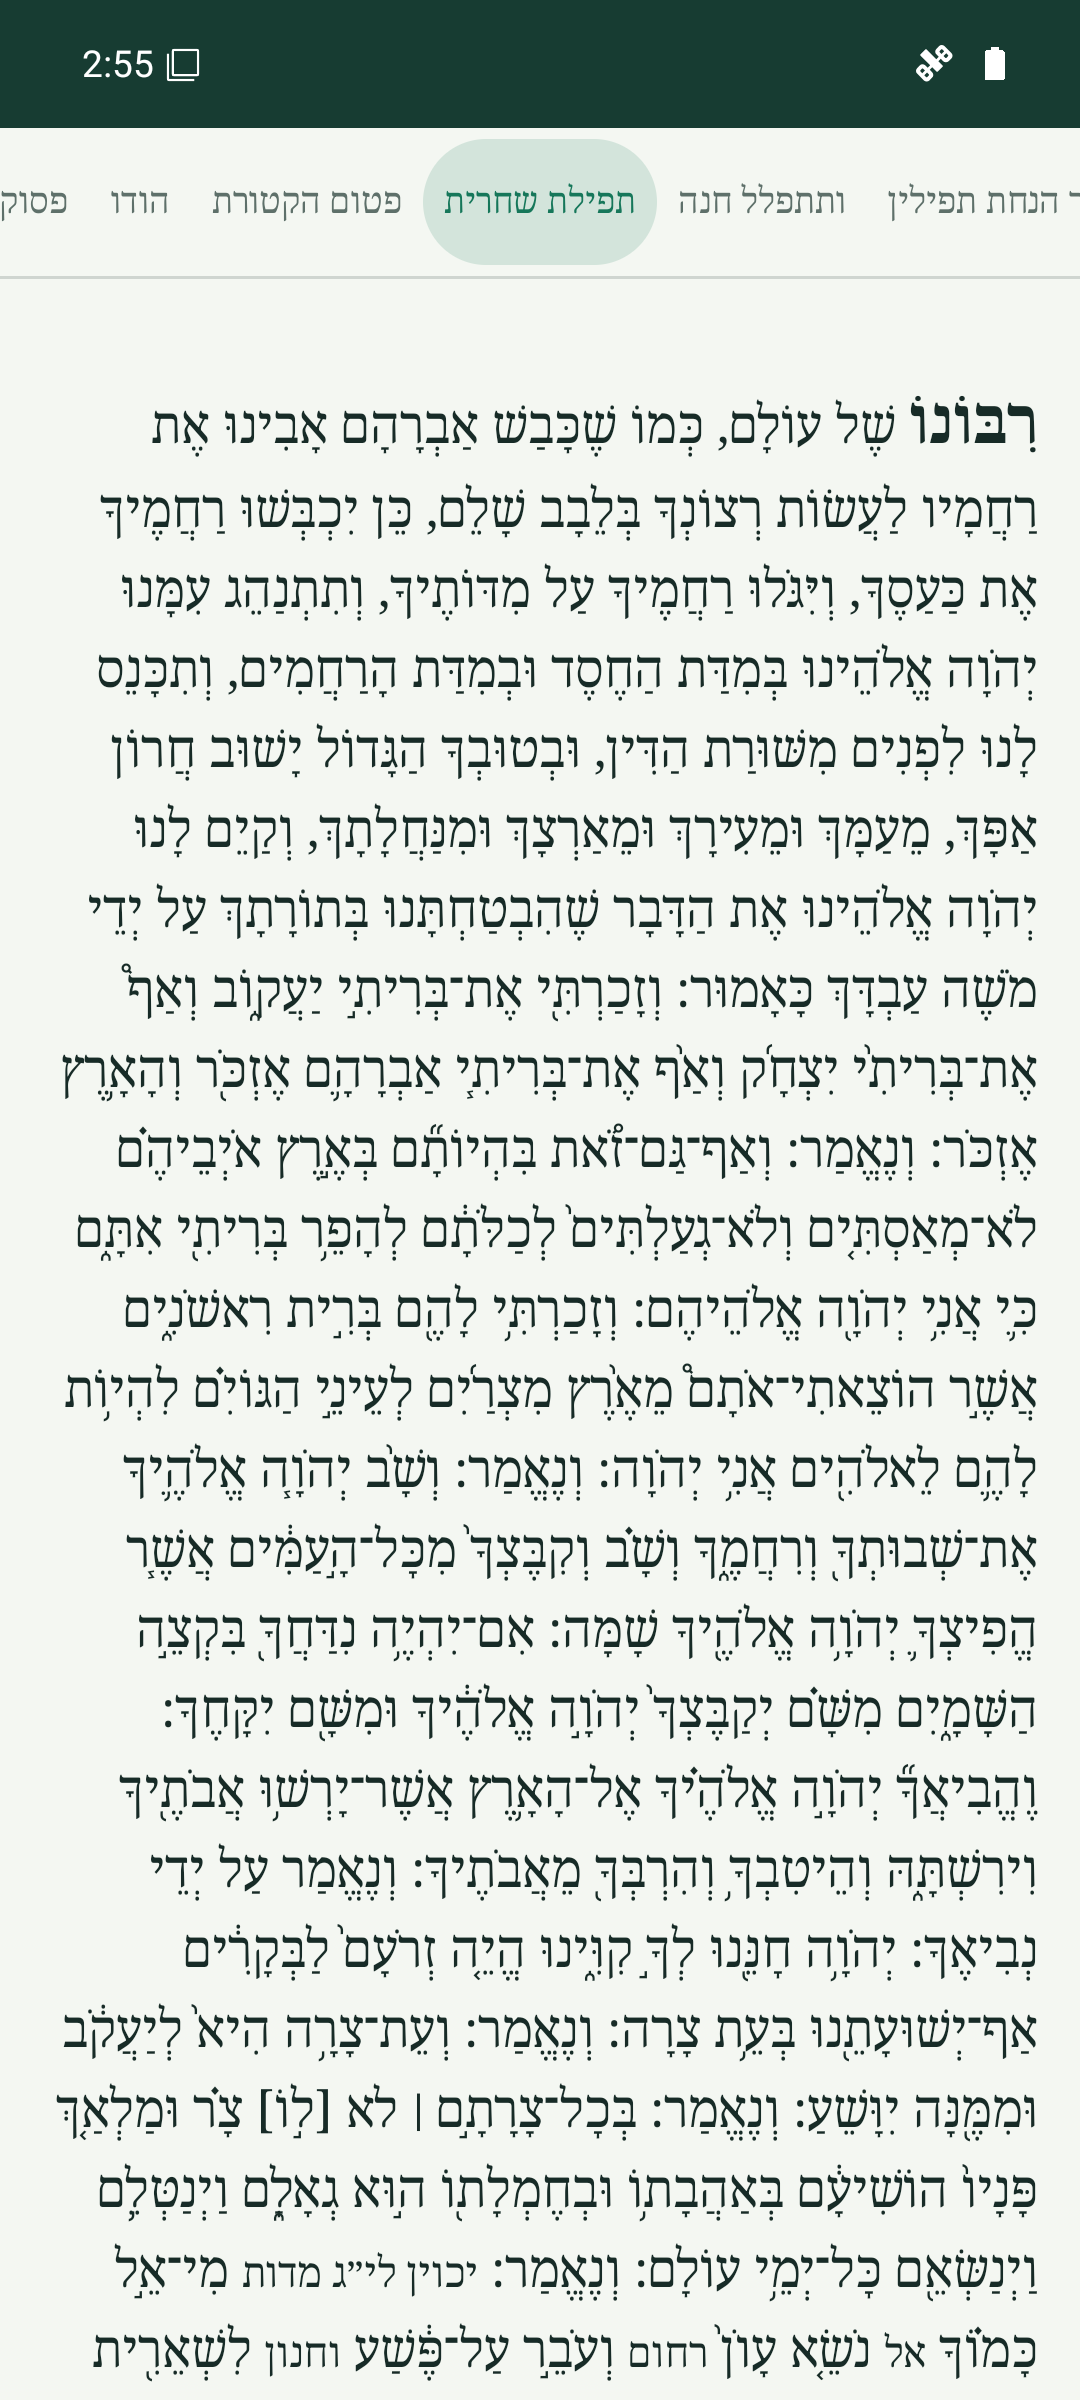 2:55
ר הנחת תפילין ותתפלל חנה תפילת שחרית פטום הקטורת הודו פסוק
רִבּוֹנוֹ שֶׁל עוֹלָם, כְּמוֹ שֶׁכָּבַשׁ אַבְרָהָם אָבִינוּ אֶת
רַחֲמָיו לַעֲשׂוֹת רְצוֹנְךָ בְּלֵבָב שָׁלֵם, כֵּן יִכְבְּשׁוּ רַחֲמֶיךָ
אֶת כַּעַסֶךָ, וְיִגֹּלוּ רַחֲמֶיךָ עַל מִדּוֹתֶיךָ, וְתִתְנַהֵג עִמָּנוּ
יְהֹוָה אֱלֹהֵינוּ בְּמִדַּת הַחֶסֶד וּבְמִדַּת הָרַחֲמִים, וְתִכָּנֵס
לָנוּ לִפְנִים מִשּׁוּרַת הַדִּין, וּבְטוּבְךָ הַגָּדוֹל יָשׁוּב חֲרוֹן
אַפָּךְ, מֵעַמָּךְ וּמֵעִירָךְ וּמֵאַרְצָךְ וּמִנַּחֲלָתָךְ, וְקַיֵּם לָנוּ
יְהֹוָה אֱלֹהֵינוּ אֶת הַדָּבָר שֶׁהִבְטַחְתָּנוּ בְּתוֹרָתָךְ עַל יְדֵי
מֹשֶׁה עַבְדָּךְ כָּאָמוּר: וְזָכַרְתִּ֖י אֶת־בְּרִיתִ֣י יַעֲק֑וֹב וְאַף֩
אֶת־בְּרִיתִ֨י יִצְחָ֜ק וְאַ֨ף אֶת־בְּרִיתִ֧י אַבְרָהָ֛ם אֶזְכֹּ֖ר וְהָאָ֥רֶץ
אֶזְכֹּר: וְנֶאֱמַר: וְאַף־גַּם־זֹ֠את בִּהְיוֹתָ֞ם בְּאֶ֣רֶץ אֹיְבֵיהֶ֗ם
לֹא־מְאַסְתִּ֤ים וְלֹא־גְעַלְתִּים֙ לְכַלֹּתָ֔ם לְהָפֵ֥ר בְּרִיתִ֖י אִתָּ֑ם
כִּ֛י אֲנִ֥י יְהֹוָ֖ה אֱלֹהֵיהֶם: וְזָכַרְתִּ֥י לָהֶ֖ם בְּרִ֣ית רִאשֹׁנִ֑ים
אֲשֶׁ֣ר הוֹצֵאתִי־אֹתָם֩ מֵאֶ֨רֶץ מִצְרַ֜יִם לְעֵינֵ֣י הַגּוֹיִ֗ם לִהְי֥וֹת
לָהֶ֛ם לֵאלֹהִ֖ים אֲנִ֥י יְהֹוָה: וְנֶאֱמַר: וְשָׁ֨ב יְהֹוָ֧ה אֱלֹהֶ֛יךָ
אֶת־שְׁבוּתְךָ֖ וְרִחֲמֶ֑ךָ וְשָׁ֗ב וְקִבֶּצְךָ֙ מִכׇּל־הָ֣עַמִּ֔ים אֲשֶׁ֧ר
הֱפִיצְךָ֛ יְהֹוָ֥ה אֱלֹהֶ֖יךָ שָׁמָּה: אִם־יִהְיֶ֥ה נִדַּחֲךָ֖ בִּקְצֵ֣ה
הַשָּׁמָ֑יִם מִשָּׁ֗ם יְקַבֶּצְךָ֙ יְהֹוָ֣ה אֱלֹהֶ֔יךָ וּמִשָּׁ֖ם יִקָּחֶךָ:
וֶהֱבִיאֲךָ֞ יְהֹוָ֣ה אֱלֹהֶ֗יךָ אֶל־הָאָ֛רֶץ אֲשֶׁר־יָרְשׁ֥וּ אֲבֹתֶ֖יךָ
וִירִשְׁתָּ֑הּ וְהֵיטִבְךָ֥ וְהִרְבְּךָ֖ מֵאֲבֹתֶיךָ: וְנֶאֱמַר עַל יְדֵי
נְבִיאֶךָ: יְהֹוָ֥ה חׇנֵּ֖נוּ לְךָ֣ קִוִּ֑ינוּ הֱיֵ֤ה זְרֹעָם֙ לַבְּקָרִ֔ים
אַף־יְשׁוּעָתֵ֖נוּ בְּעֵ֥ת צָרָה: וְנֶאֱמַר: וְעֵת־צָרָ֥ה הִיא֙ לְיַעֲקֹ֔ב
וּמִמֶּ֖נָּה יִוָּשֵׁעַ: וְנֶאֱמַר: בְּכׇל־צָרָתָ֣ם ׀ לא [ל֣וֹ] צָ֗ר וּמַלְאַ֤ךְ
פָּנָיו֙ הוֹשִׁיעָ֔ם בְּאַהֲבָת֥וֹ וּבְחֶמְלָת֖וֹ ה֣וּא גְאָלָ֑ם וַיְנַטְּלֵ֥ם
וַֽיְנַשְּׂאֵ֖ם כׇּל־יְמֵ֥י עוֹלָם: וְנֶאֱמַר: יכוין לי״ג מדות מִי־אֵ֣ל
כָּמ֗וֹךָ אל נֹשֵׂ֤א עָוֺן֙ רחום וְעֹבֵ֣ר עַל־פֶּ֔שַׁע וחנון לִשְׁאֵרִ֖ית